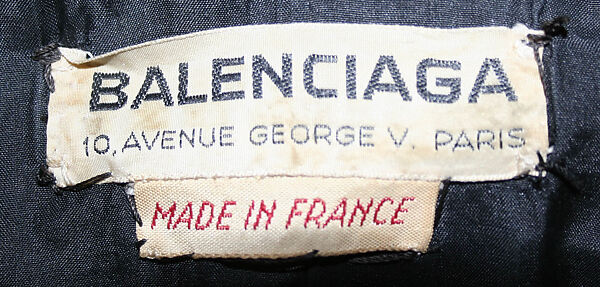 BALENCIAGA
10, AVENUE GEORGE V. PARIS
MADE IN FRANCE